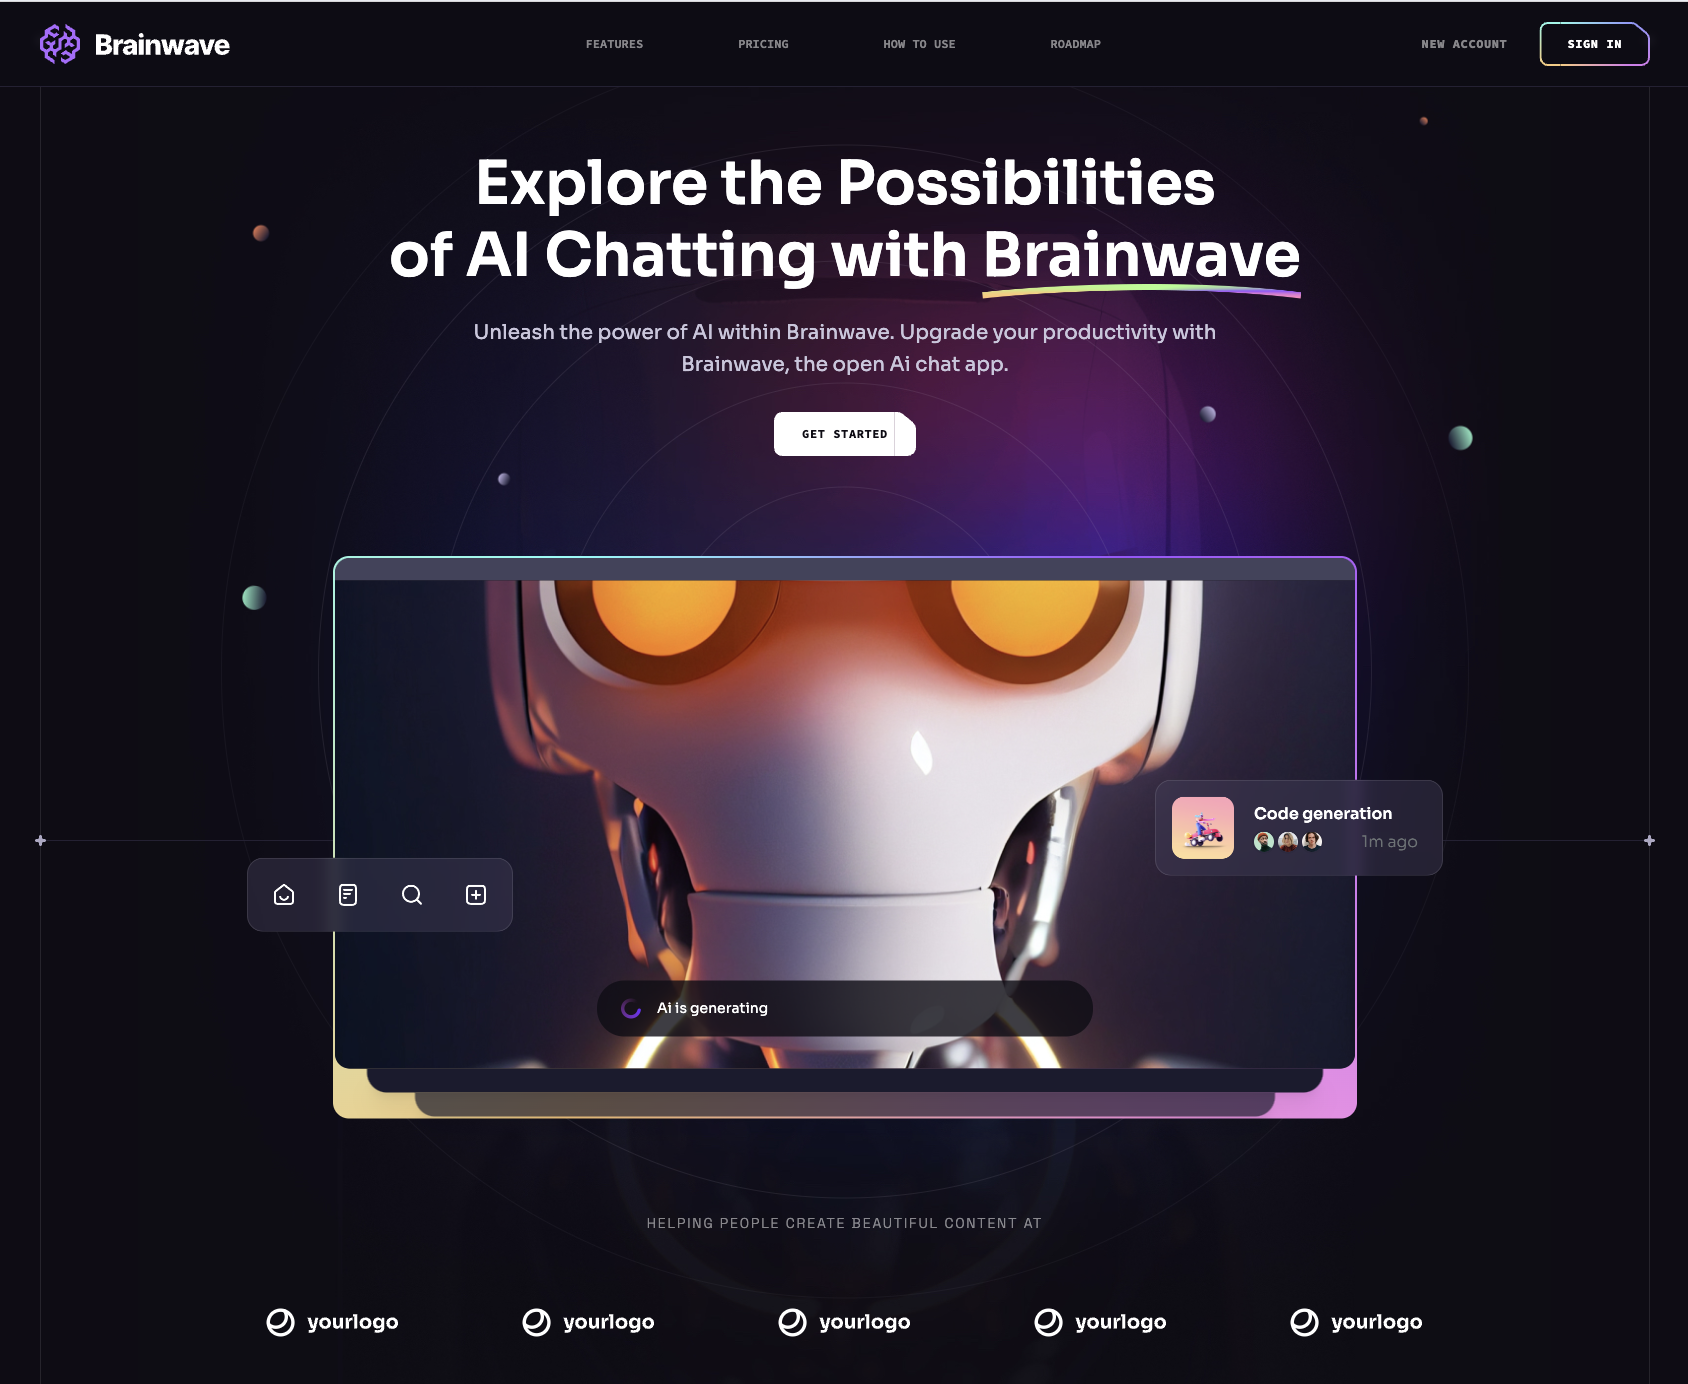 Brainwave
FEATURES
PRICING
HOW TO USE
ROADMAP
NEW ACCOUNT
SIGN IN
Explore the Possibilities
of AI Chatting with Brainwave
Unleash the power of AI within Brainwave. Upgrade your productivity with
Brainwave, the open Ai chat app.
GET STARTED
Code generation
1m ago
Ai is generating
HELPING PEOPLE CREATE BEAUTIFUL CONTENT AT
yourlogo
yourlogo
yourlogo
yourlogo
yourlogo